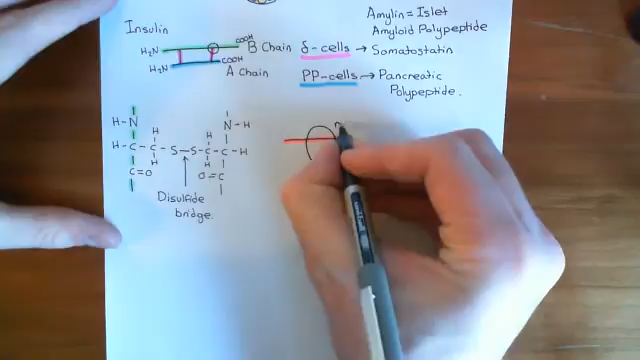 Insulin
COOH
H₂N
B Chain
COOH
H₂N
A Chain
Amylin = Islet
Amyloid Polypeptide
δ-cells → Somatostatin
PP-cells → Pancreatic
Polypeptide.
H-N
H
H-C-C-S-S-C-C-H
H
H
H
N-H
C=O
O=C
Disulfide
bridge.